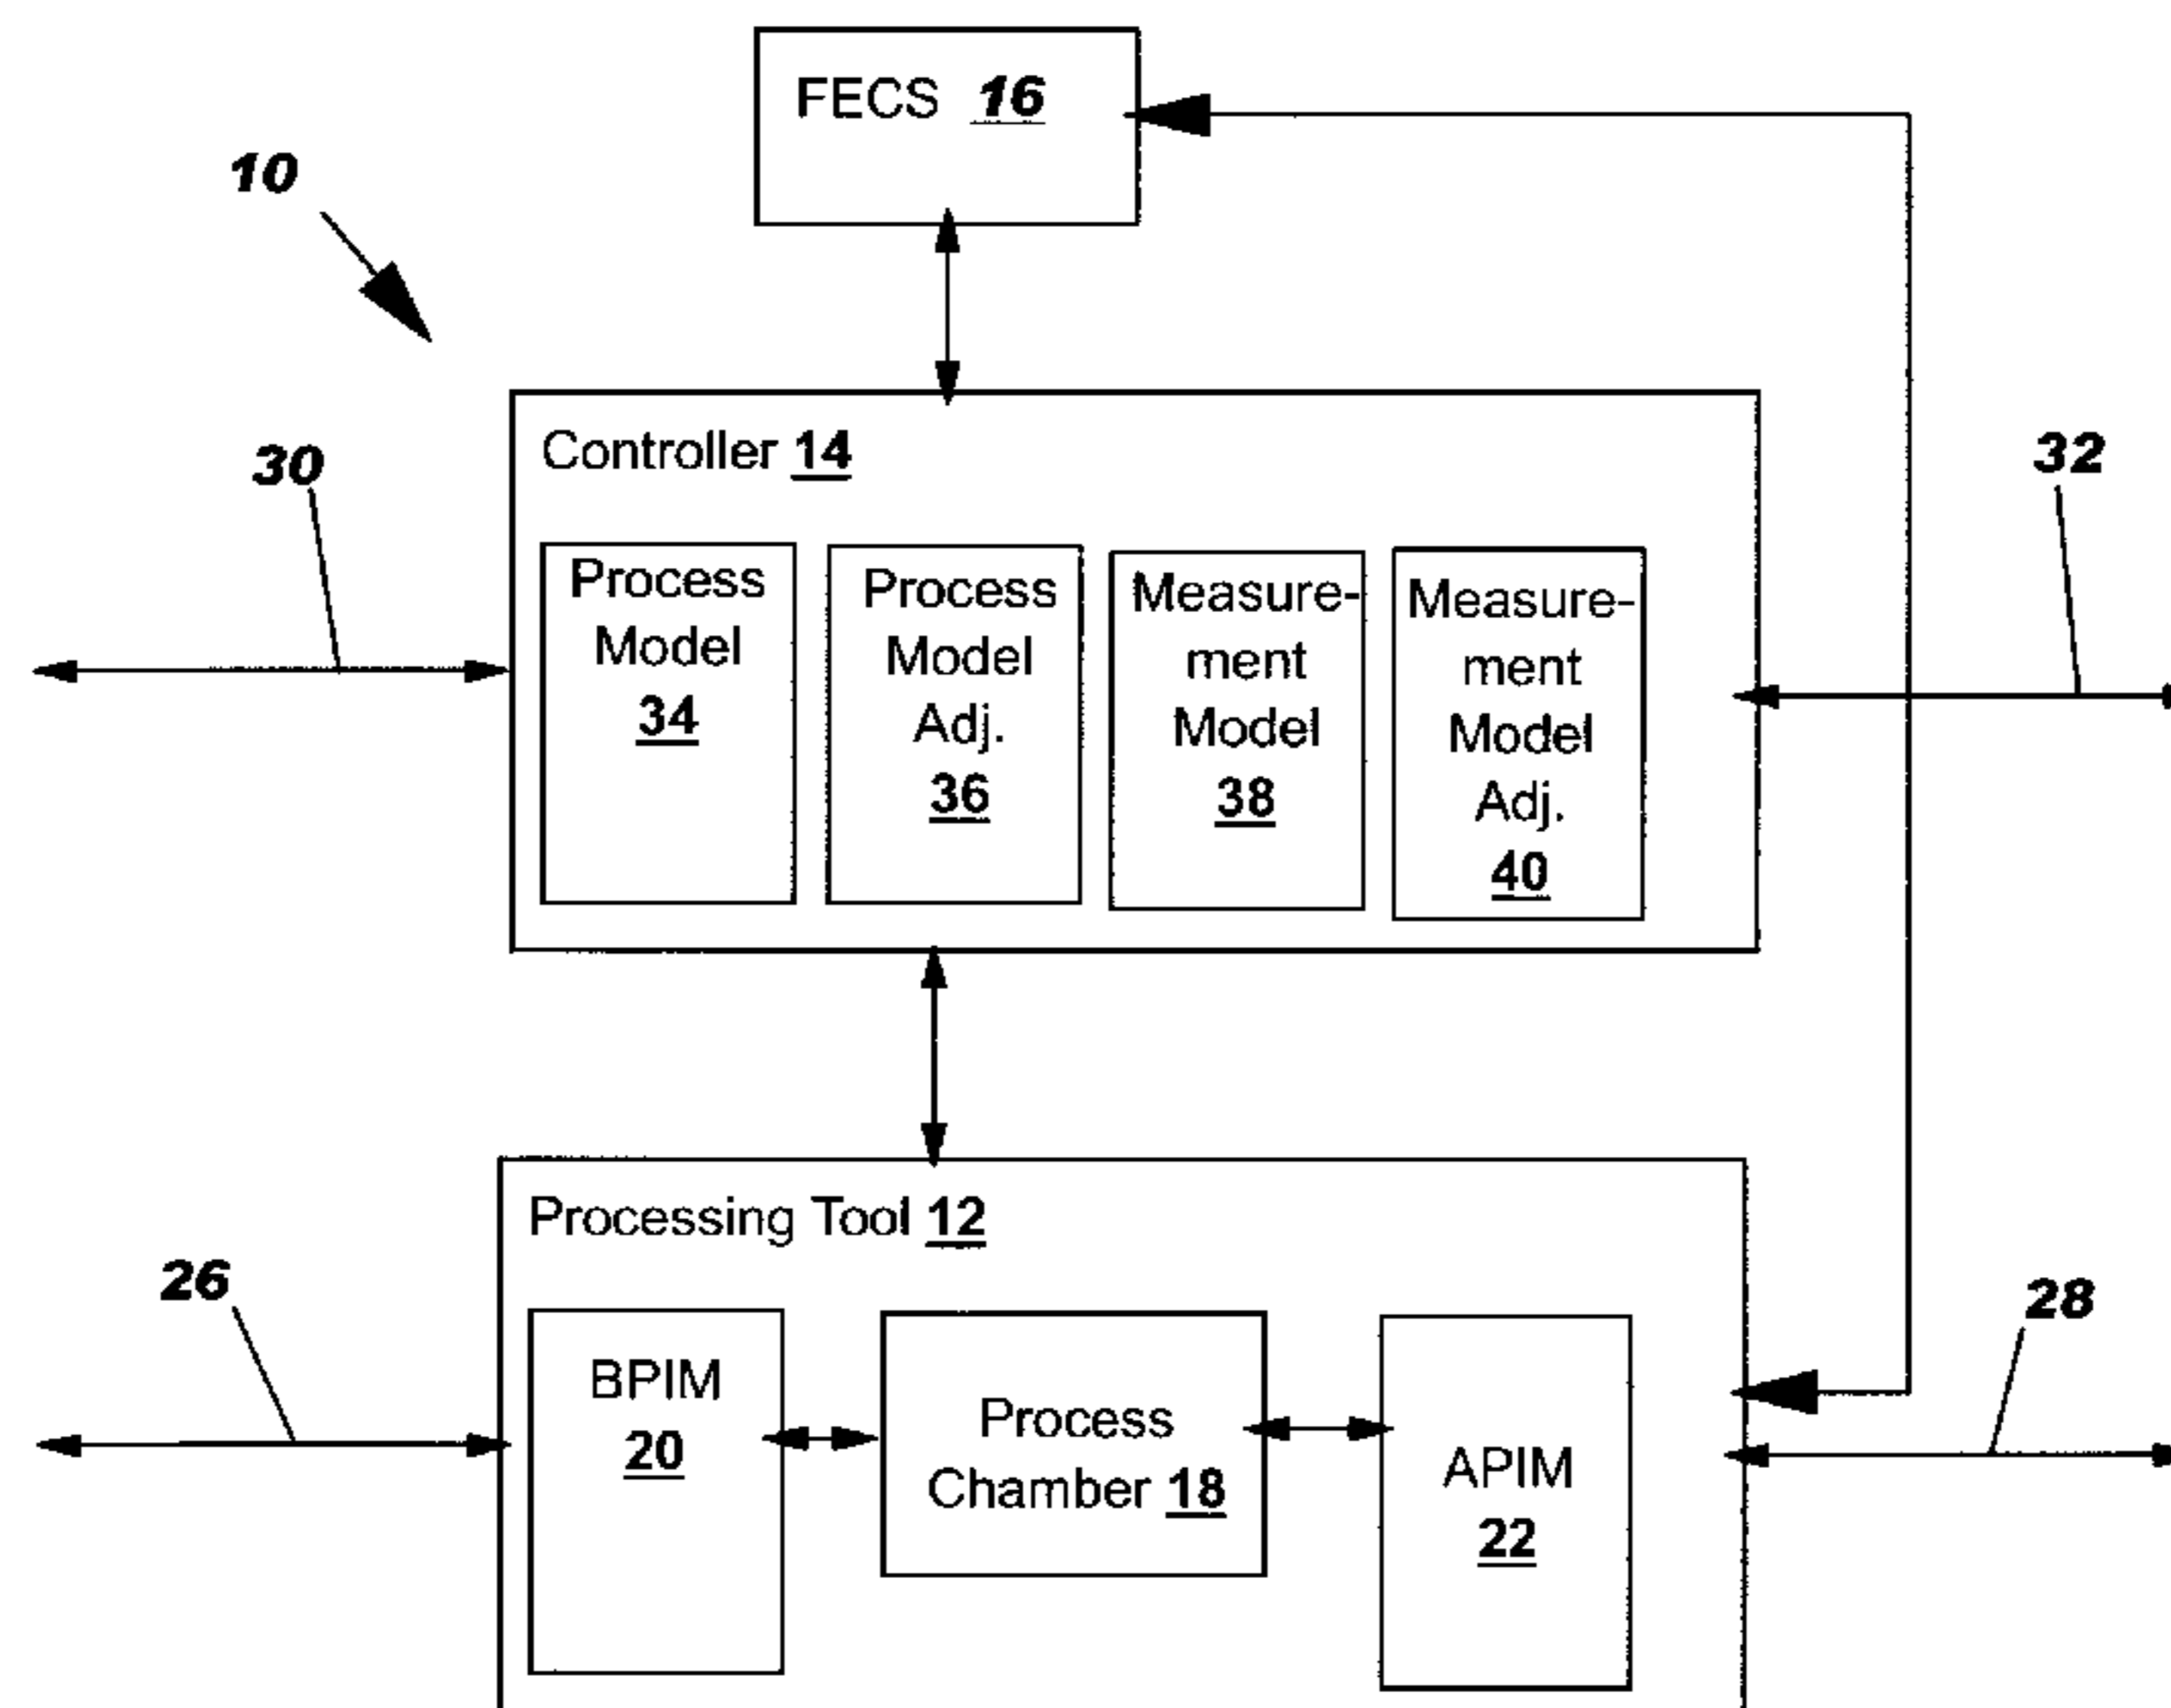 FECS 16
10
Controller 14
30
32
Process
Model
34
Process
Model
Adj.
36
Measure-
ment
Model
38
Measure-
ment
Model
Adj.
40
Processing Tool 12
26
28
BPIM
20
Process
Chamber 18
APIM
22